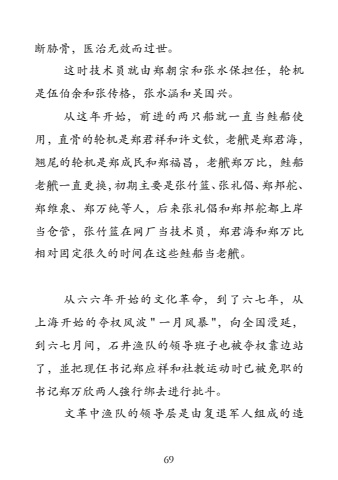 断胁骨，医治无效而过世。
这时技术员就由郑朝宗和张水保担任，轮机
是伍伯余和张传格，张水涵和吴国兴。
从这年开始，前进的两只船就一直当鲑船使
用，直骨的轮机是郑君祥和许文钦，老𦨻是郑君海，
翘尾的轮机是郑成民和郑福昌，老𦨻郑万比，鲑船
老𦨻一直更换，初期主要是张竹篮、张礼倡、郑邦舵、
郑维泉、郑万纯等人，后来张礼倡和郑邦舵都上岸
当仓管，张竹蓝在网厂当技术员，郑君海和郑万比
相对固定很久的时间在这些鲑船当老𦨻。
从六六年开始的文化革命，到了六七年，从
上海开始的夺权风波"一月风暴"，向全国浸延，
到六七月间，石井渔队的领导班子也被夺权靠边站
了，並把现任书记郑应祥和社教运动时已被免职的
书记郑万欣两人強行绑去进行批斗。
文革中渔队的领导层是由复退军人组成的造
69